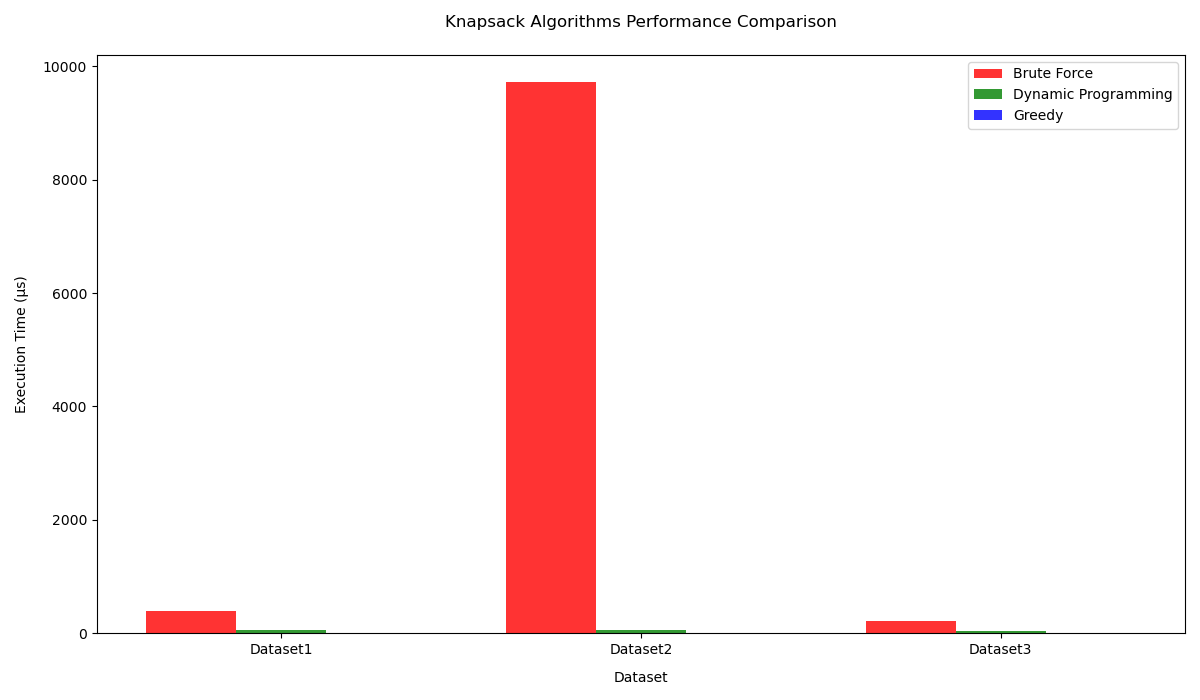 Knapsack Algorithms Performance Comparison
Brute Force
Dynamic Programming
Greedy
Execution Time (μs)
10000
8000
6000
4000
2000
0
Dataset1
Dataset2
Dataset3
Dataset